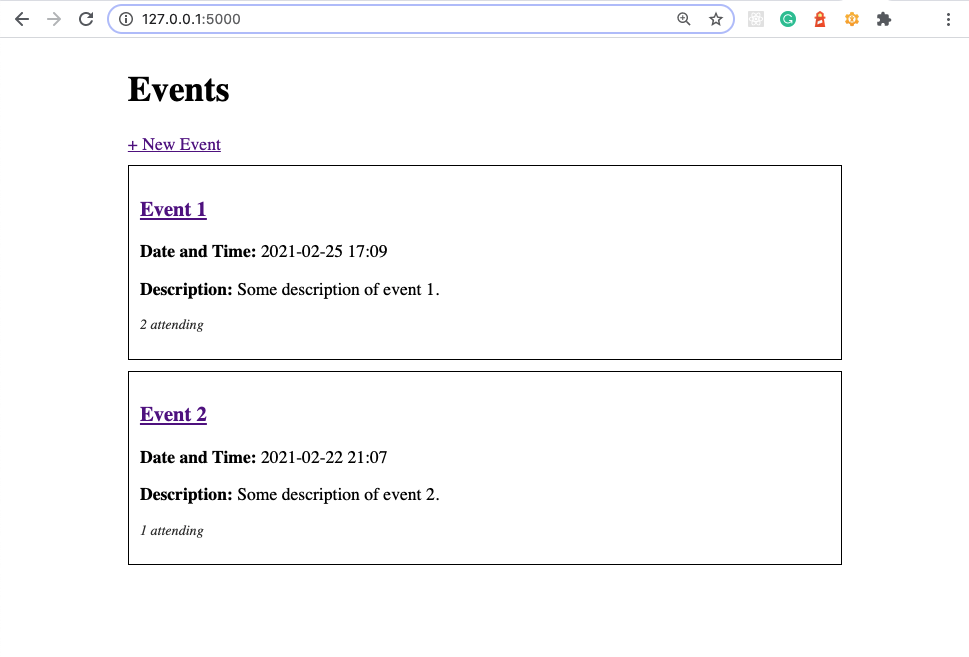 127.0.0.1:5000
Events
+ New Event
Event 1
Date and Time: 2021-02-25 17:09
Description: Some description of event 1.
2 attending
Event 2
Date and Time: 2021-02-22 21:07
Description: Some description of event 2.
1 attending